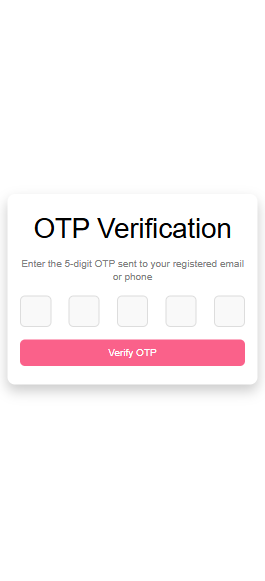 OTP Verification
Enter the 5-digit OTP sent to your registered email
or phone
Verify OTP